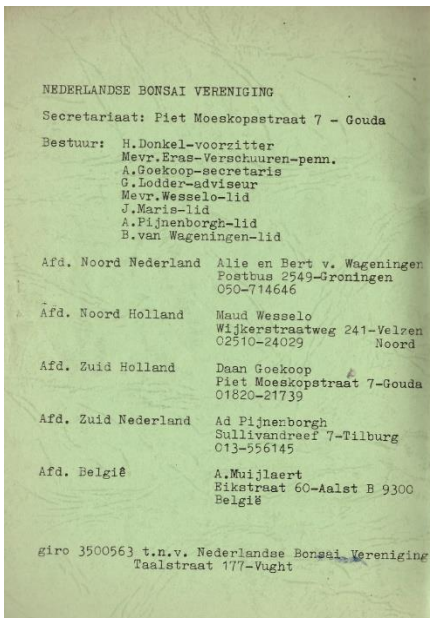 NEDERLANDSE BONSAI VERENIGING
Secretariaat: Piet Moeskopsstraat 7 - Gouda
Bestuur: H.Donkel-voorzitter
Mevr.Eras-Verschuuren-penn.
A.Goekoop-secretaris
G.Lodder-adviseur
Mevr.Wesselo-lid
J.Maris-lid
A.Pijnenborgh-lid
B.van Wageningen-lid
Afd. Noord Nederland Alie en Bert v. Wageningen
Postbus 2549-Groningen
050-714646
Afd. Noord Holland Maud Wesselo
Wijkerstraatweg 241-Velzen
02510-24029 Noord
Afd. Zuid Holland Daan Goekoop
Piet Moeskopstraat 7-Gouda
01820-21739
Afd. Zuid Nederland Ad Pijnenborgh
Sullivandreef 7-Tilburg
013-556145
Afd. België A.Muijlaert
Eikstraat 60-Aalst B 9300
België
giro 3500563 t.n.v. Nederlandse Bonsai Vereniging
Taalstraat 177-Vught